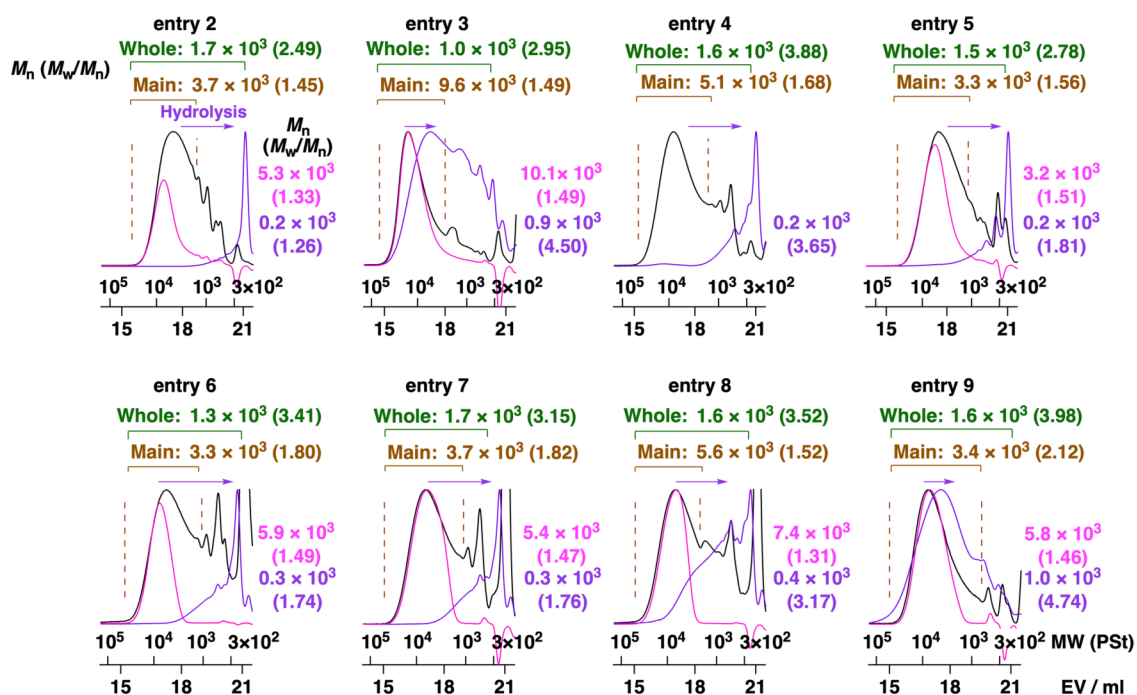 entry 2 entry 3 entry 4 entry 5
Mn (Mw/Mn)
Whole: 1.7 × 10³ (2.49) Whole: 1.0 × 10³ (2.95) Whole: 1.6 × 10³ (3.88) Whole: 1.5 × 10³ (2.78)
Main: 3.7 × 10³ (1.45) Main: 9.6 × 10³ (1.49) Main: 5.1 × 10³ (1.68) Main: 3.3 × 10³ (1.56)
Hydrolysis
Mn
(Mw/Mn)
5.3 × 10³ 10.1 × 10³ 3.2 × 10³
(1.33) (1.49) (1.51)
0.2 × 10³ 0.9 × 10³ 0.2 × 10³ 0.2 × 10³
(1.26) (4.50) (3.65) (1.81)
10⁵ 10⁴ 10³ 3×10² 10⁵ 10⁴ 10³ 3×10² 10⁵ 10⁴ 10³ 3×10² 10⁵ 10⁴ 10³ 3×10²
15 18 21 15 18 21 15 18 21 15 18 21
entry 6 entry 7 entry 8 entry 9
Whole: 1.3 × 10³ (3.41) Whole: 1.7 × 10³ (3.15) Whole: 1.6 × 10³ (3.52) Whole: 1.6 × 10³ (3.98)
Main: 3.3 × 10³ (1.80) Main: 3.7 × 10³ (1.82) Main: 5.6 × 10³ (1.52) Main: 3.4 × 10³ (2.12)
5.9 × 10³ 5.4 × 10³ 7.4 × 10³ 5.8 × 10³
(1.49) (1.47) (1.31) (1.46)
0.3 × 10³ 0.3 × 10³ 0.4 × 10³ 1.0 × 10³
(1.74) (1.76) (3.17) (4.74)
10⁵ 10⁴ 10³ 3×10² 10⁵ 10⁴ 10³ 3×10² 10⁵ 10⁴ 10³ 3×10² 10⁵ 10⁴ 10³ 3×10² MW (PSt)
15 18 21 15 18 21 15 18 21 15 18 21 EV / ml